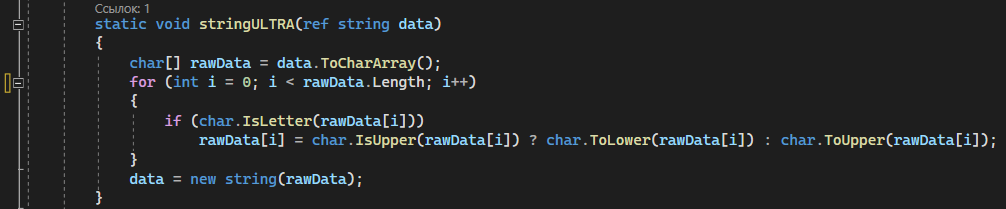 Ссылок: 1
static void stringULTRA(ref string data)
{
char[] rawData = data.ToCharArray();
for (int i = 0; i < rawData.Length; i++)
{
if (char.IsLetter(rawData[i]))
rawData[i] = char.IsUpper(rawData[i]) ? char.ToLower(rawData[i]) : char.ToUpper(rawData[i]);
}
data = new string(rawData);
}